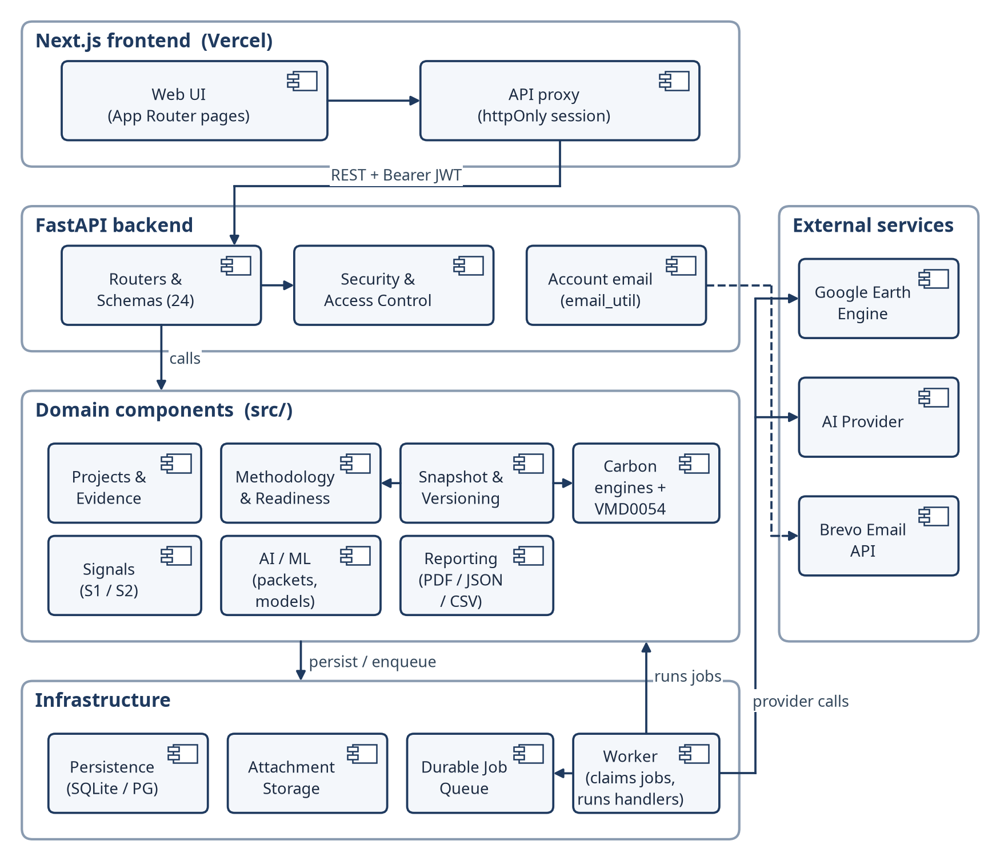 Next.js frontend (Vercel)
Web UI
(App Router pages)
API proxy
(httpOnly session)
REST + Bearer JWT
FastAPI backend
Routers &
Schemas (24)
Security &
Access Control
Account email
(email_util)
calls
External services
Google Earth
Engine
AI Provider
Brevo Email
API
Domain components (src/)
Projects &
Evidence
Methodology
& Readiness
Snapshot &
Versioning
Carbon
engines +
VMD0054
Signals
(S1 / S2)
AI / ML
(packets,
models)
Reporting
(PDF / JSON
/ CSV)
persist / enqueue
runs jobs
provider calls
Infrastructure
Persistence
(SQLite / PG)
Attachment
Storage
Durable Job
Queue
Worker
(claims jobs,
runs handlers)